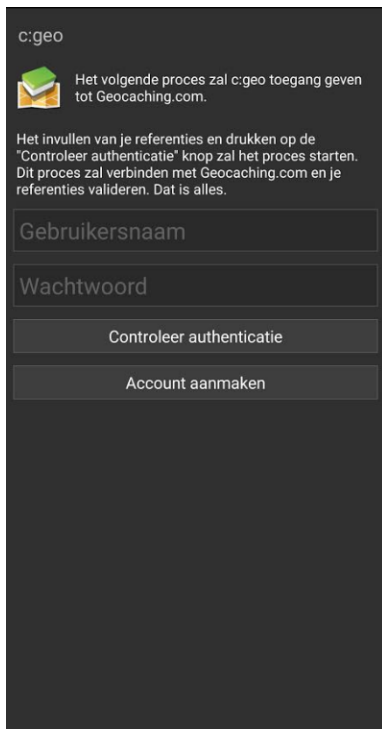 c:geo
Het volgende proces zal c:geo toegang geven
tot Geocaching.com.
Het invullen van je referenties en drukken op de
"Controleer authenticatie" knop zal het proces starten.
Dit proces zal verbinden met Geocaching.com en je
referenties valideren. Dat is alles.
Gebruikersnaam
Wachtwoord
Controleer authenticatie
Account aanmaken